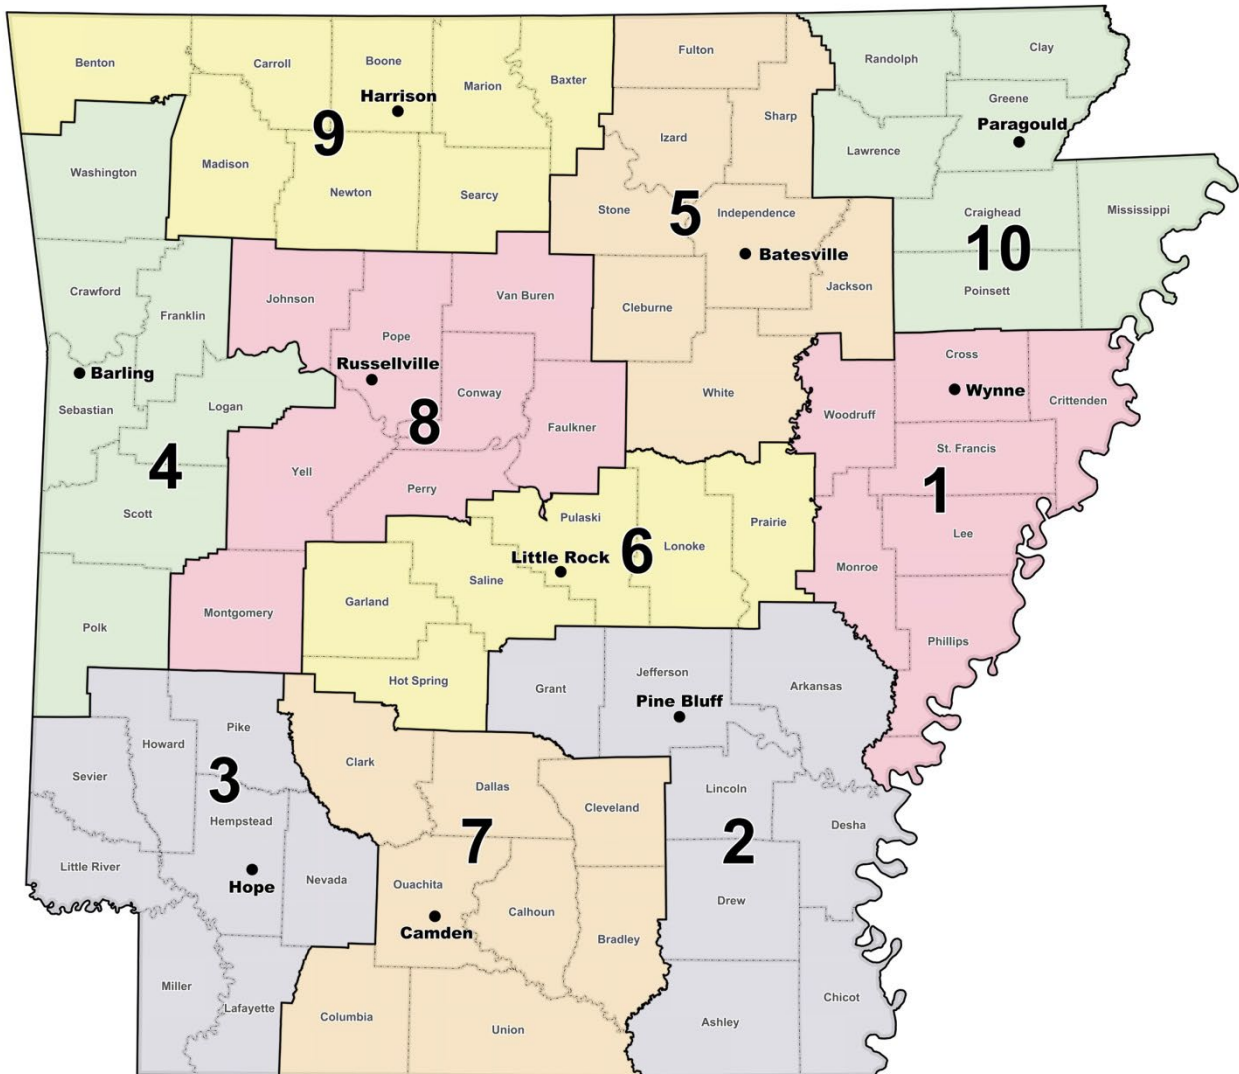 Benton
Carroll
Boone
Marion
Baxter
Fulton
Randolph
Clay
Harrison
Sharp
Greene
Paragould
9
Izard
Lawrence
Washington
Madison
Newton
Searcy
Stone
5
Independence
Craighead
Mississippi
10
Batesville
Crawford
Franklin
Johnson
Van Buren
Cleburne
Jackson
Poinsett
Pope
Russellville
Barling
Cross
Wynne
Sebastian
Logan
8
Conway
Faulkner
White
Woodruff
Crittenden
4
Yell
Perry
St. Francis
1
Scott
Pulaski
Prairie
Little Rock
6
Lonoke
Lee
Saline
Monroe
Garland
Montgomery
Polk
Phillips
Hot Spring
Grant
Jefferson
Arkansas
Pine Bluff
Pike
Howard
Clark
Sevier
3
Dallas
Lincoln
Cleveland
Hempstead
7
2
Desha
Little River
Hope
Nevada
Ouachita
Calhoun
Drew
Camden
Bradley
Miller
Lafayette
Columbia
Union
Ashley
Chicot